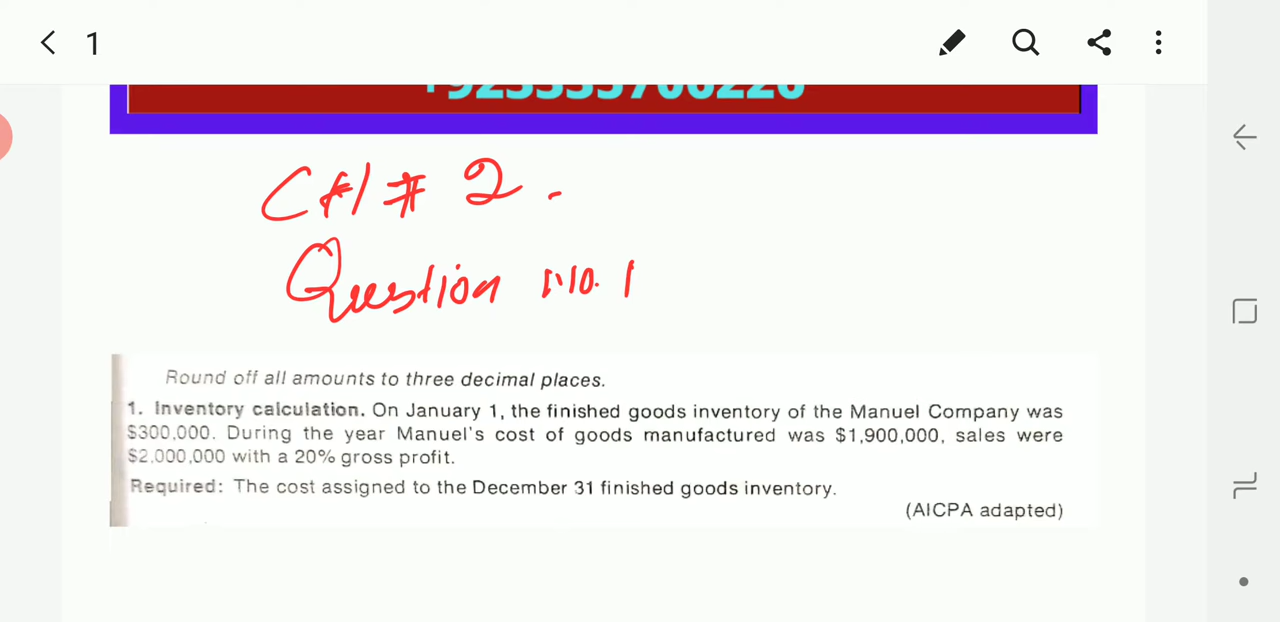 1
CH # 2.
Question No. 1
Round off all amounts to three decimal places.
1. Inventory calculation. On January 1, the finished goods inventory of the Manuel Company was
$300,000. During the year Manuel's cost of goods manufactured was $1,900,000, sales were
$2,000,000 with a 20% gross profit.
Required: The cost assigned to the December 31 finished goods inventory.
(AICPA adapted)